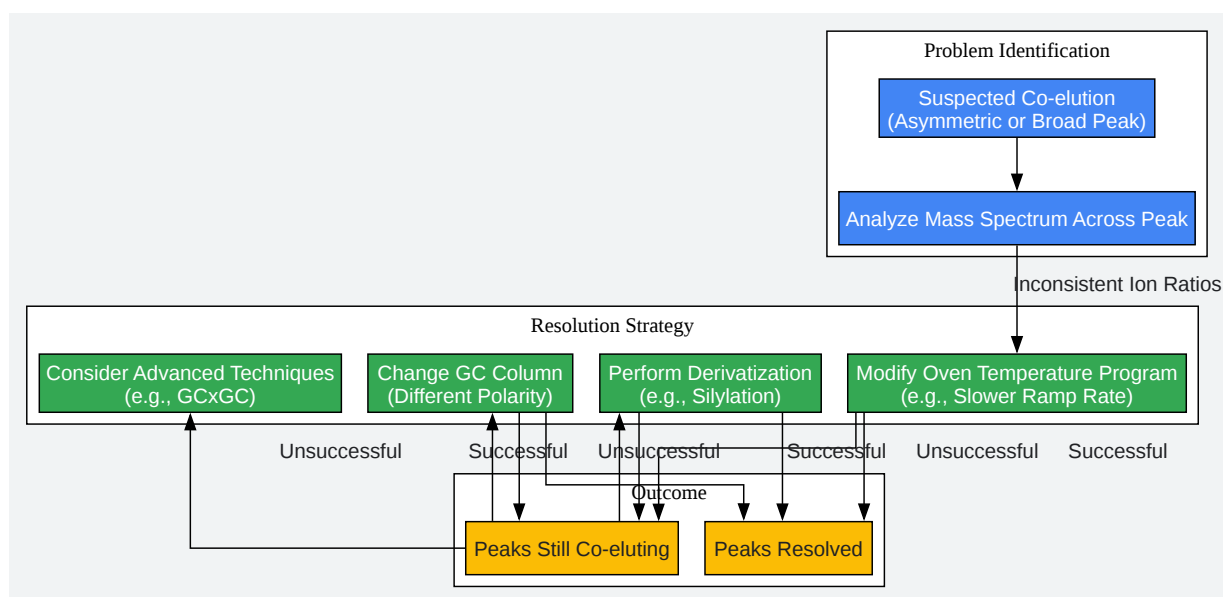 Problem Identification
Suspected Co-elution
(Asymmetric or Broad Peak)
Analyze Mass Spectrum Across Peak
Inconsistent Ion Ratios
Resolution Strategy
Consider Advanced Techniques
(e.g., GCxGC)
Change GC Column
(Different Polarity)
Perform Derivatization
(e.g., Silylation)
Modify Oven Temperature Program
(e.g., Slower Ramp Rate)
Unsuccessful
Successful
Unsuccessful
Successful
Unsuccessful
Successful
Outcome
Peaks Still Co-eluting
Peaks Resolved